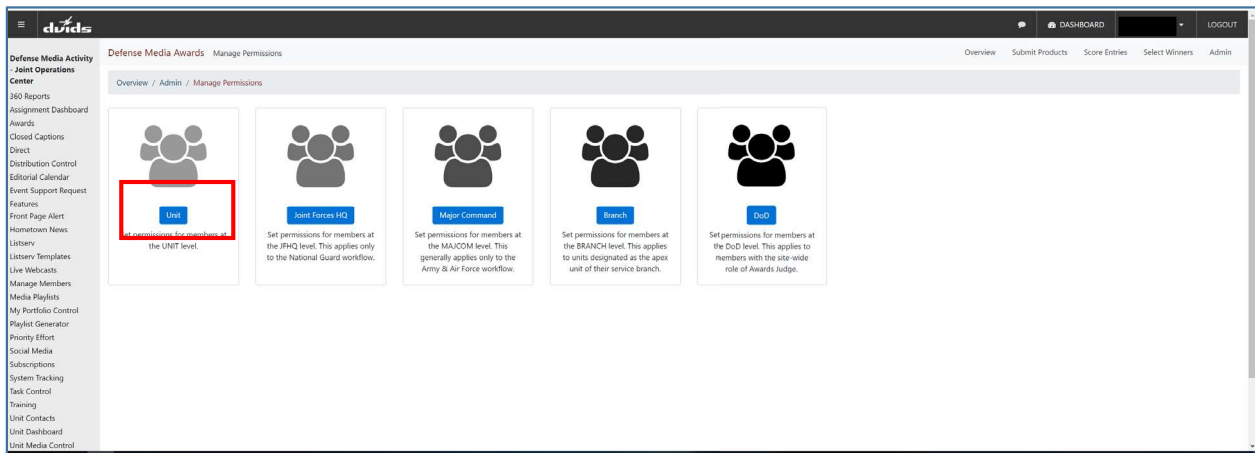 ≡ dvids
DASHBOARD
LOGOUT
Defense Media Activity
- Joint Operations
Center
360 Reports
Assignment Dashboard
Awards
Closed Captions
Direct
Distribution Control
Editorial Calendar
Event Support Request
Features
Front Page Alert
Hometown News
Listserv
Listserv Templates
Live Webcasts
Manage Members
Media Playlists
My Portfolio Control
Playlist Generator
Priority Effort
Social Media
Subscriptions
System Tracking
Task Control
Training
Unit Contacts
Unit Dashboard
Unit Media Control
Defense Media Awards Manage Permissions
Overview Submit Products Score Entries Select Winners Admin
Overview / Admin / Manage Permissions
Unit
Set permissions for members at
the UNIT level.
Joint Forces HQ
Set permissions for members at
the JFHQ level. This applies only
to the National Guard workflow.
Major Command
Set permissions for members at
the MAJCOM level. This
generally applies only to the
Army & Air Force workflow.
Branch
Set permissions for members at
the BRANCH level. This applies
to units designated as the apex
unit of their service branch.
DoD
Set permissions for members at
the DoD level. This applies to
members with the site-wide
role of Awards Judge.